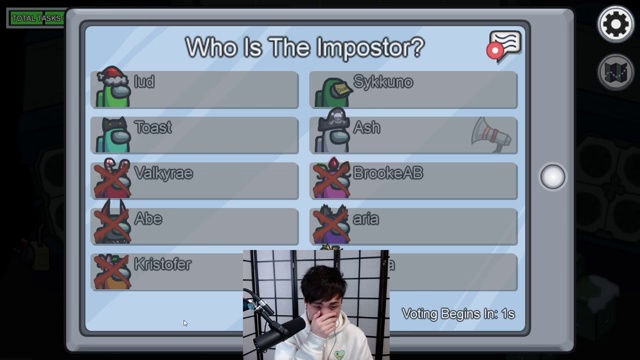 TOTAL TASKS
Who Is The Impostor?
lud
Sykkuno
Toast
Ash
Valkyrae
BrookeAB
Abe
aria
Kristofer
a
Voting Begins In: 1s